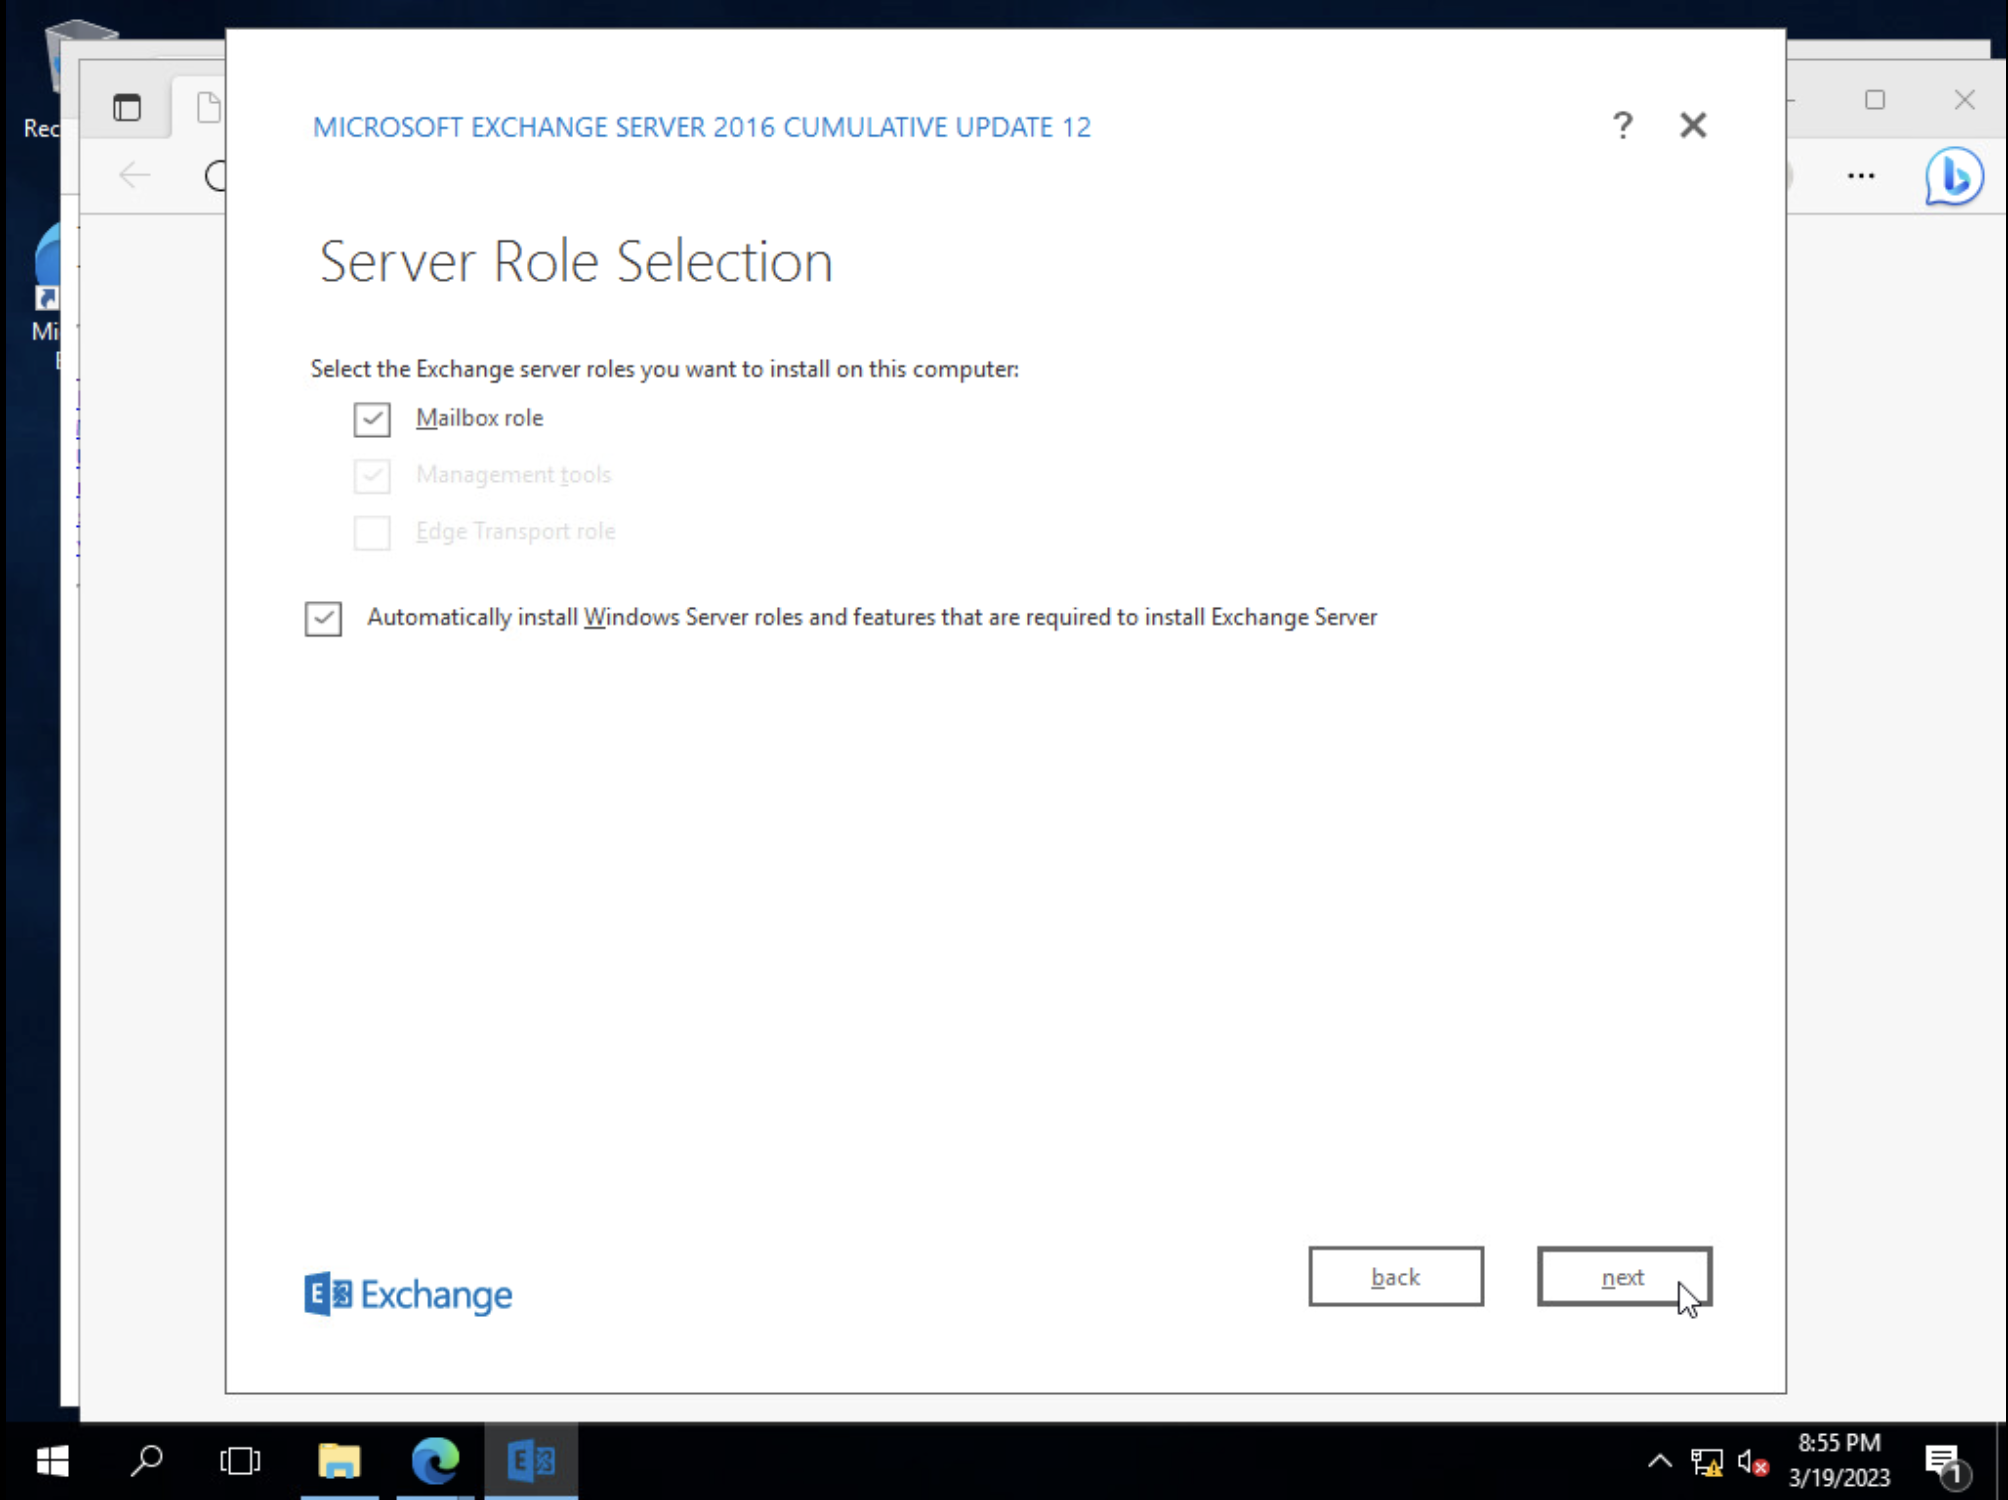 Rec
MICROSOFT EXCHANGE SERVER 2016 CUMULATIVE UPDATE 12
?
Server Role Selection
Mi
Select the Exchange server roles you want to install on this computer:
Mailbox role
Management tools
Edge Transport role
Automatically install Windows Server roles and features that are required to install Exchange Server
back
next
Exchange
8:55 PM
3/19/2023
1